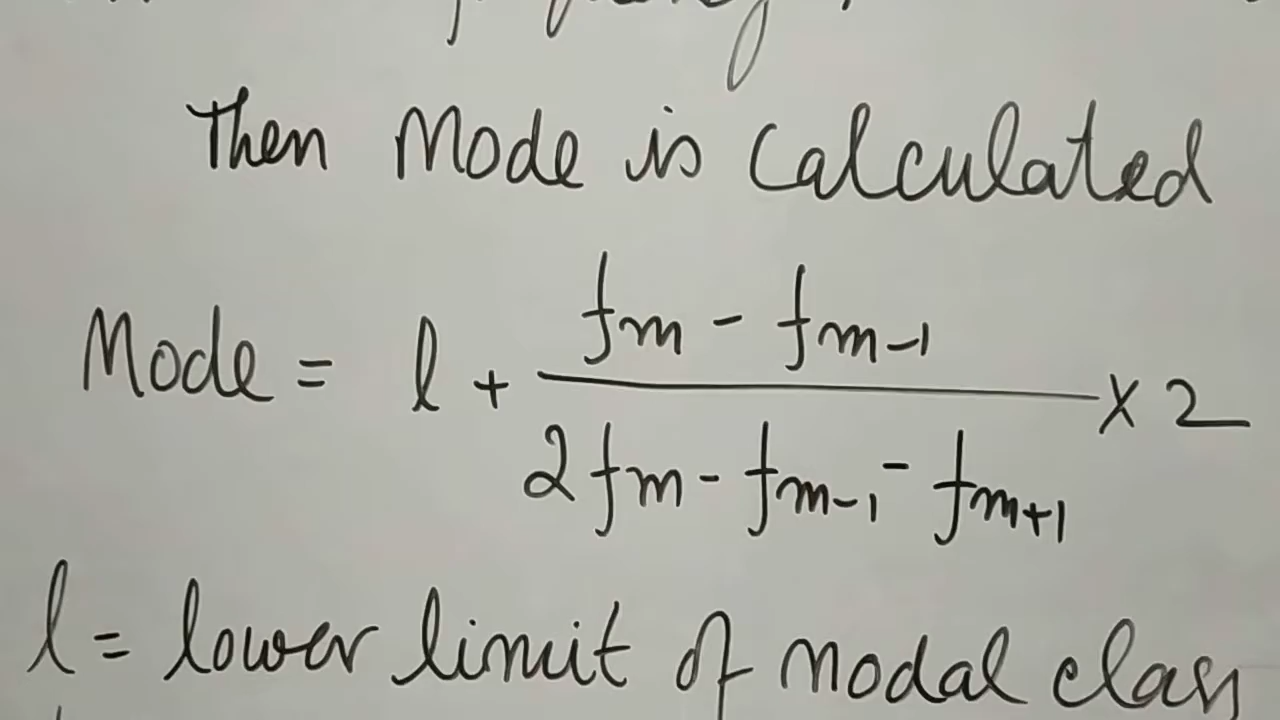 Then Mode is Calculated
Mode = l + fm - fm-1 / 2fm - fm-1 - fm+1 × 2
l = lower limit of modal class